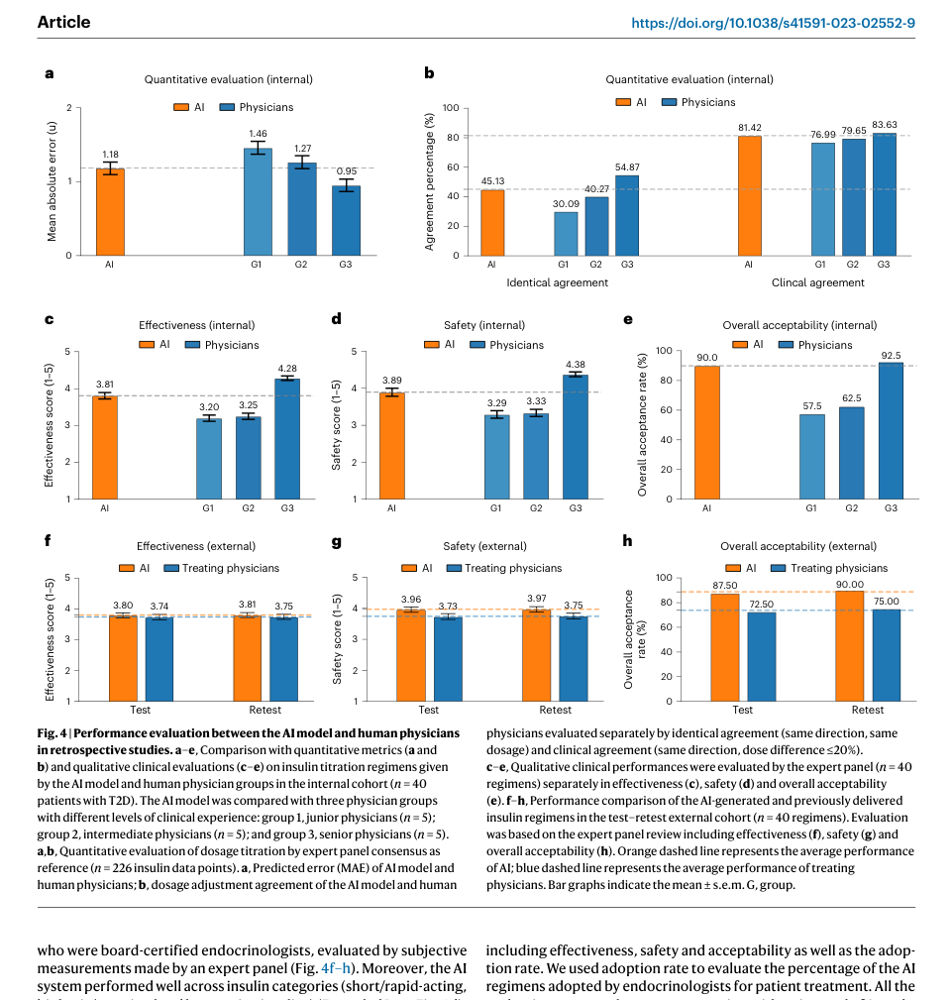 Article
https://doi.org/10.1038/s41591-023-02552-9
a
Quantitative evaluation (internal)
AI
Physicians
Mean absolute error (u)
2
1
0
1.18
1.46
1.27
0.95
AI
G1
G2
G3
b
Quantitative evaluation (internal)
AI
Physicians
Agreement percentage (%)
100
80
60
40
20
0
45.13
30.09
40.27
54.87
81.42
76.99
79.65
83.63
AI
G1
G2
G3
AI
G1
G2
G3
Identical agreement
Clincal agreement
c
Effectiveness (internal)
AI
Physicians
Effectiveness score (1–5)
5
4
3
2
1
3.81
3.20
3.25
4.28
AI
G1
G2
G3
d
Safety (internal)
AI
Physicians
Safety score (1–5)
5
4
3
2
1
3.89
3.29
3.33
4.38
AI
G1
G2
G3
e
Overall acceptability (internal)
AI
Physicians
Overall acceptance rate (%)
100
80
60
40
20
0
90.0
57.5
62.5
92.5
AI
G1
G2
G3
f
Effectiveness (external)
AI
Treating physicians
Effectiveness score (1–5)
5
4
3
2
1
3.80
3.74
3.81
3.75
Test
Retest
g
Safety (external)
AI
Treating physicians
Safety score (1–5)
5
4
3
2
1
3.96
3.73
3.97
3.75
Test
Retest
h
Overall acceptability (external)
AI
Treating physicians
Overall acceptance
rate (%)
100
80
60
40
20
0
87.50
72.50
90.00
75.00
Test
Retest
Fig. 4 | Performance evaluation between the AI model and human physicians
in retrospective studies. a–e, Comparison with quantitative metrics (a and
b) and qualitative clinical evaluations (c–e) on insulin titration regimens given
by the AI model and human physician groups in the internal cohort (n = 40
patients with T2D). The AI model was compared with three physician groups
with different levels of clinical experience: group 1, junior physicians (n = 5);
group 2, intermediate physicians (n = 5); and group 3, senior physicians (n = 5).
a,b, Quantitative evaluation of dosage titration by expert panel consensus as
reference (n = 226 insulin data points). a, Predicted error (MAE) of AI model and
human physicians; b, dosage adjustment agreement of the AI model and human
physicians evaluated separately by identical agreement (same direction, same
dosage) and clinical agreement (same direction, dose difference ≤20%).
c–e, Qualitative clinical performances were evaluated by the expert panel (n = 40
regimens) separately in effectiveness (c), safety (d) and overall acceptability
(e). f–h, Performance comparison of the AI-generated and previously delivered
insulin regimens in the test–retest external cohort (n = 40 regimens). Evaluation
was based on the expert panel review including effectiveness (f), safety (g) and
overall acceptability (h). Orange dashed line represents the average performance
of AI; blue dashed line represents the average performance of treating
physicians. Bar graphs indicate the mean ± s.e.m. G, group.
who were board-certified endocrinologists, evaluated by subjective
measurements made by an expert panel (Fig. 4f–h). Moreover, the AI
system performed well across insulin categories (short/rapid-acting,
including effectiveness, safety and acceptability as well as the adop-
tion rate. We used adoption rate to evaluate the percentage of the AI
regimens adopted by endocrinologists for patient treatment. All the